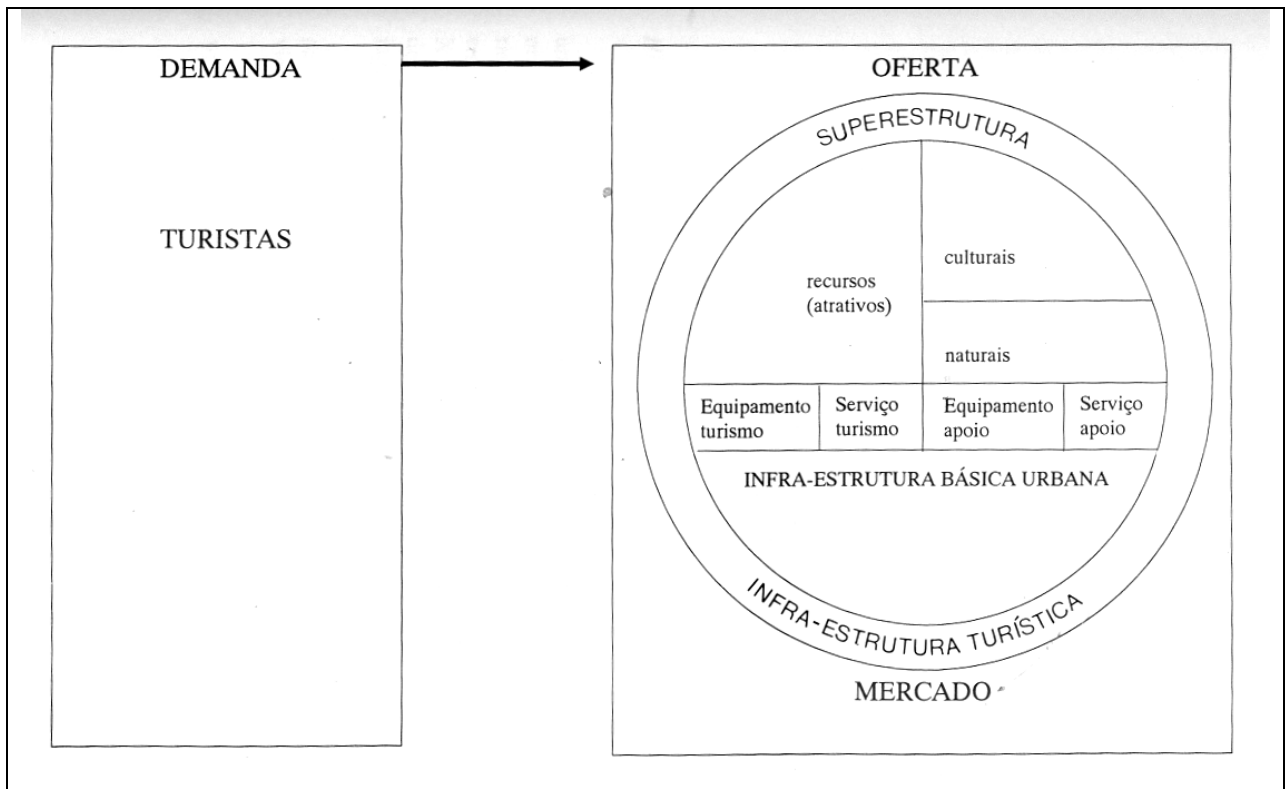 DEMANDA
TURISTAS
OFERTA
SUPERESTRUTURA
recursos
(atrativos)
culturais
naturais
Equipamento
turismo
Serviço
turismo
Equipamento
apoio
Serviço
apoio
INFRA-ESTRUTURA BÁSICA URBANA
INFRA-ESTRUTURA TURÍSTICA
MERCADO